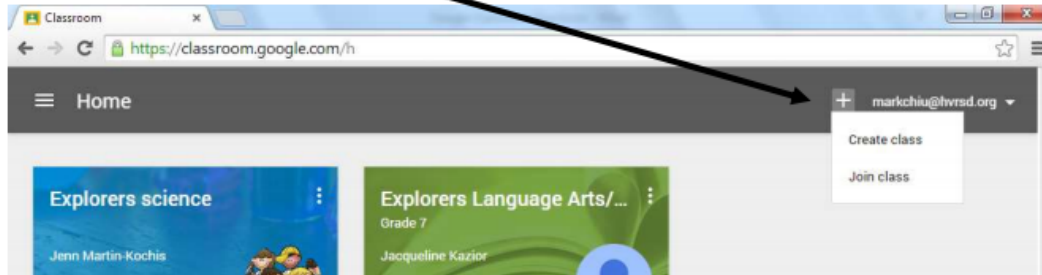 Classroom
https://classroom.google.com/h
Home
markchiu@hvrsd.org
Create class
Join class
Explorers science
Jenn Martin-Kochis
Explorers Language Arts/...
Grade 7
Jacqueline Kazior